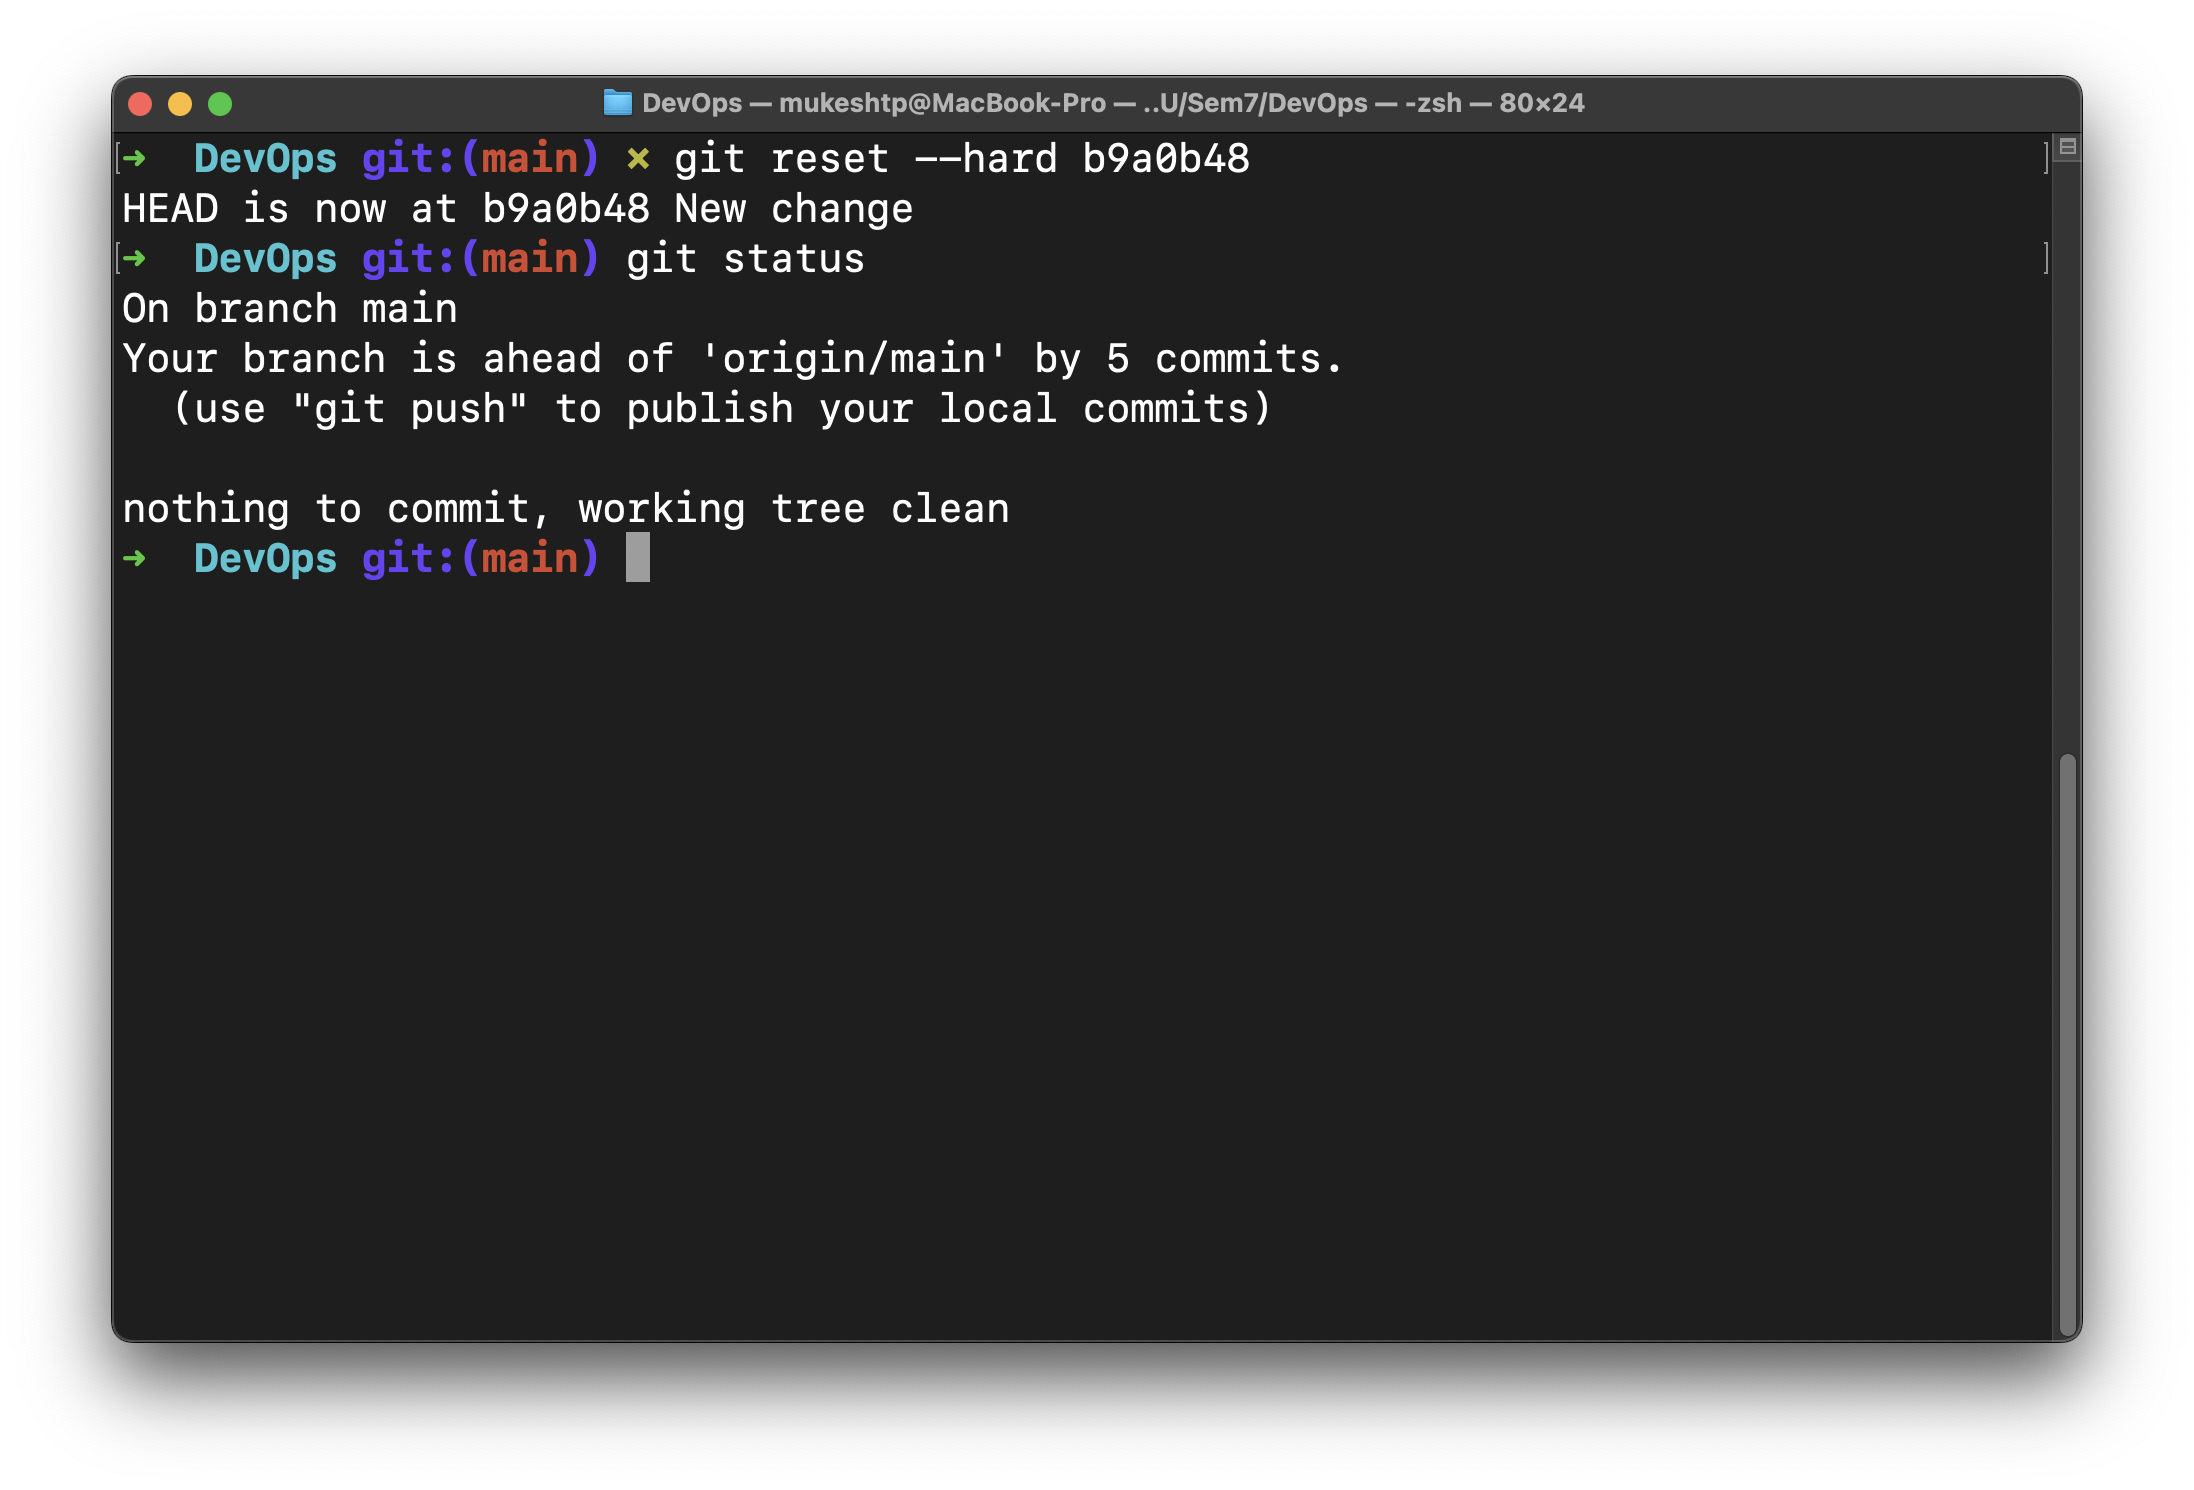 DevOps — mukeshtp@MacBook-Pro — ..U/Sem7/DevOps — -zsh — 80×24
[➜  DevOps git:(main) ✗ git reset --hard b9a0b48 ]
HEAD is now at b9a0b48 New change
[➜  DevOps git:(main) git status ]
On branch main
Your branch is ahead of 'origin/main' by 5 commits.
  (use "git push" to publish your local commits)
nothing to commit, working tree clean
➜  DevOps git:(main)